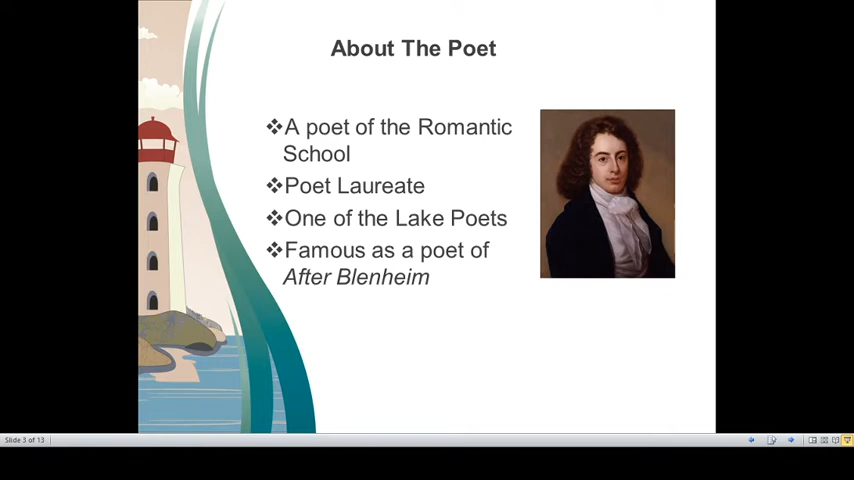 About The Poet
❖A poet of the Romantic
School
❖Poet Laureate
❖One of the Lake Poets
❖Famous as a poet of
After Blenheim
Slide 3 of 13